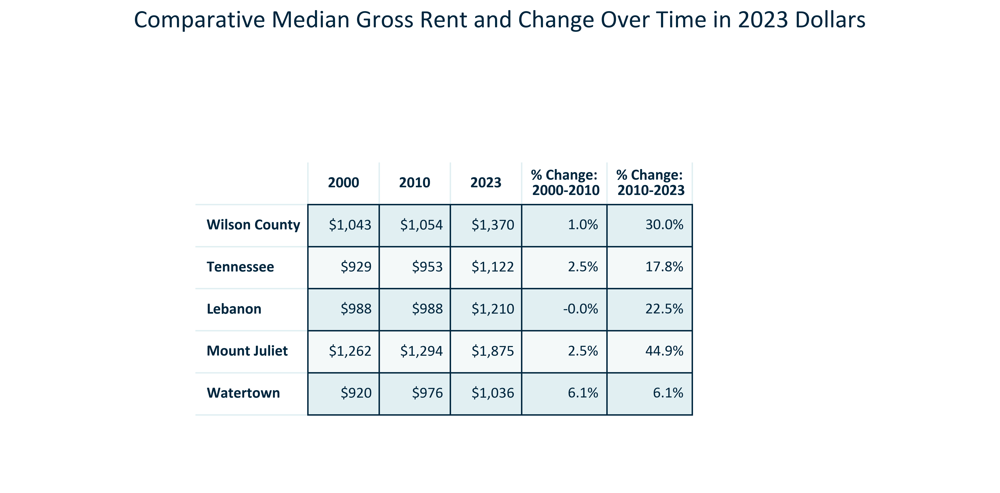 Comparative Median Gross Rent and Change Over Time in 2023 Dollars
2000 2010 2023 % Change: 2000-2010 % Change: 2010-2023
Wilson County $1,043 $1,054 $1,370 1.0% 30.0%
Tennessee $929 $953 $1,122 2.5% 17.8%
Lebanon $988 $988 $1,210 -0.0% 22.5%
Mount Juliet $1,262 $1,294 $1,875 2.5% 44.9%
Watertown $920 $976 $1,036 6.1% 6.1%